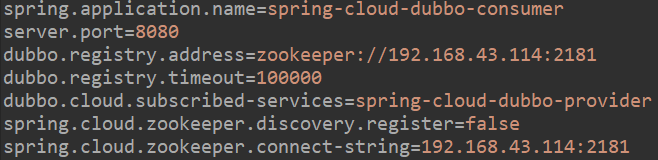 spring.application.name=spring-cloud-dubbo-consumer
server.port=8080
dubbo.registry.address=zookeeper://192.168.43.114:2181
dubbo.registry.timeout=100000
dubbo.cloud.subscribed-services=spring-cloud-dubbo-provider
spring.cloud.zookeeper.discovery.register=false
spring.cloud.zookeeper.connect-string=192.168.43.114:2181